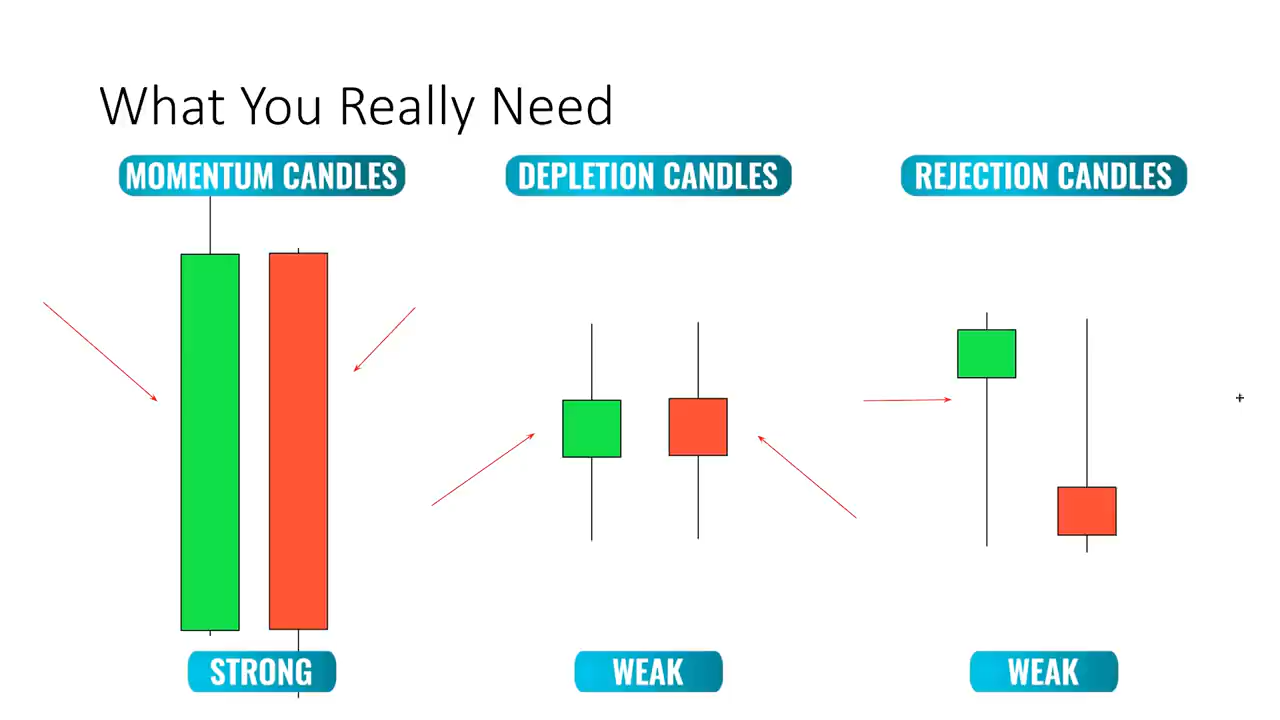 What You Really Need
MOMENTUM CANDLES
DEPLETION CANDLES
REJECTION CANDLES
STRONG
WEAK
WEAK